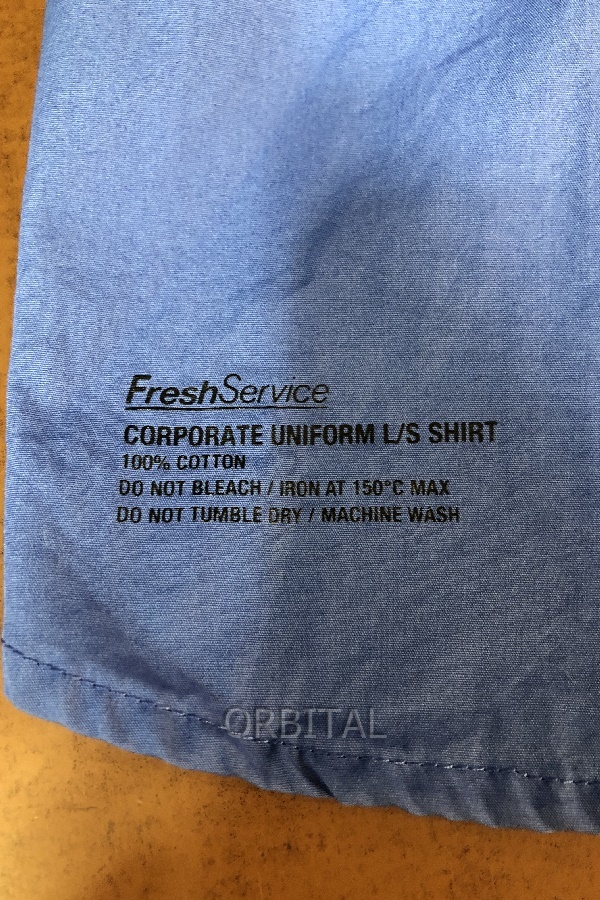 FreshService
CORPORATE UNIFORM L/S SHIRT
100% COTTON
DO NOT BLEACH / IRON AT 150°C MAX
DO NOT TUMBLE DRY / MACHINE WASH
ORBITAL